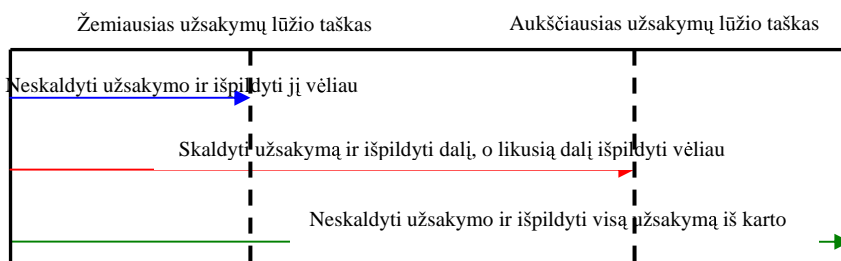 Žemiausias užsakymų lūžio taškas
Aukščiausias užsakymų lūžio taškas
Neskaldyti užsakymo ir išpildyti jį vėliau
Skaldyti užsakymą ir išpildyti dalį, o likusią dalį išpildyti vėliau
Neskaldyti užsakymo ir išpildyti visą užsakymą iš karto